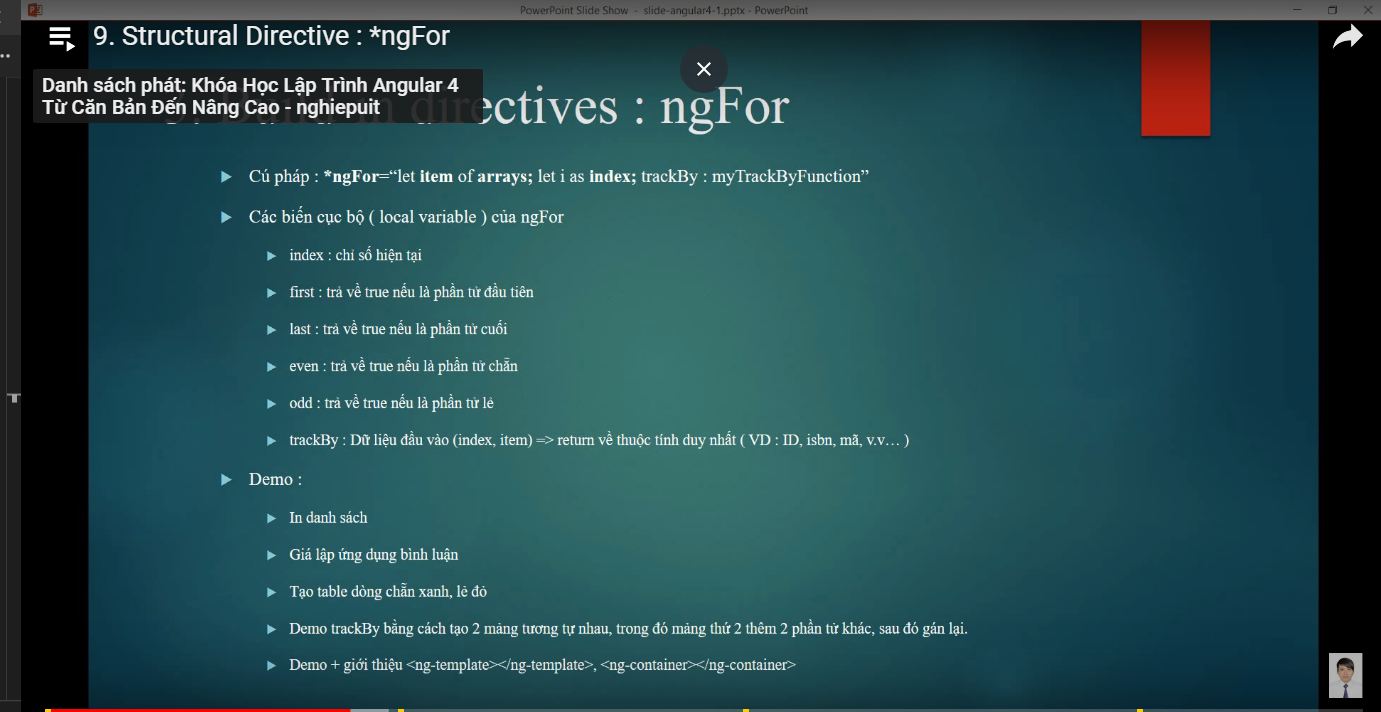 PowerPoint Slide Show - slide-angular4-1.pptx - PowerPoint
9. Structural Directive : *ngFor
Danh sách phát: Khóa Học Lập Trình Angular 4
Từ Căn Bản Đến Nâng Cao - nghiepuit
directives : ngFor
Cú pháp : *ngFor=“let item of arrays; let i as index; trackBy : myTrackByFunction”
Các biến cục bộ ( local variable ) của ngFor
index : chỉ số hiện tại
first : trả về true nếu là phần tử đầu tiên
last : trả về true nếu là phần tử cuối
even : trả về true nếu là phần tử chẵn
odd : trả về true nếu là phần tử lẻ
trackBy : Dữ liệu đầu vào (index, item) => return về thuộc tính duy nhất ( VD : ID, isbn, mã, v.v… )
Demo :
In danh sách
Giả lập ứng dụng bình luận
Tạo table dòng chẵn xanh, lẻ đỏ
Demo trackBy bằng cách tạo 2 mảng tương tự nhau, trong đó mảng thứ 2 thêm 2 phần tử khác, sau đó gán lại.
Demo + giới thiệu <ng-template></ng-template>, <ng-container></ng-container>